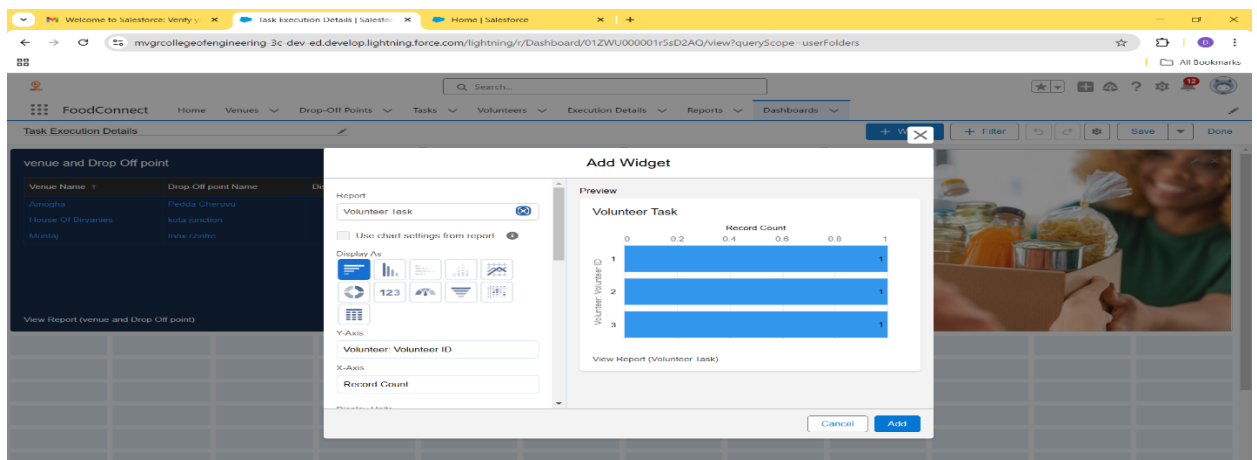 Welcome to Salesforce: Verify y
Task Execution Details | Salesfo
Home | Salesforce
mvgrcollegeofengineering-3c-dev-ed.develop.lightning.force.com/lightning/r/Dashboard/01ZWU000001r5sD2AQ/view?queryScope=userFolders
D
All Bookmarks
Search...
12
FoodConnect
Home
Venues
Drop-Off Points
Tasks
Volunteers
Execution Details
Reports
Dashboards
Task Execution Details
+ W
+ Filter
Save
Done
venue and Drop Off point
Venue Name ↑
Drop-Off point Name
Dis
Amogha
Pedda Cheruvu
House Of Biryanies
kota junction
Muntaj
Inox centre
View Report (venue and Drop Off point)
Add Widget
Report
Volunteer Task
Use chart settings from report
Display As
123
Y-Axis
Volunteer: Volunteer ID
X-Axis
Record Count
Display Units
Preview
Volunteer Task
Record Count
0 0.2 0.4 0.6 0.8 1
Volunteer: Volunteer ID
1 1
2 1
3 1
View Report (Volunteer Task)
Cancel
Add